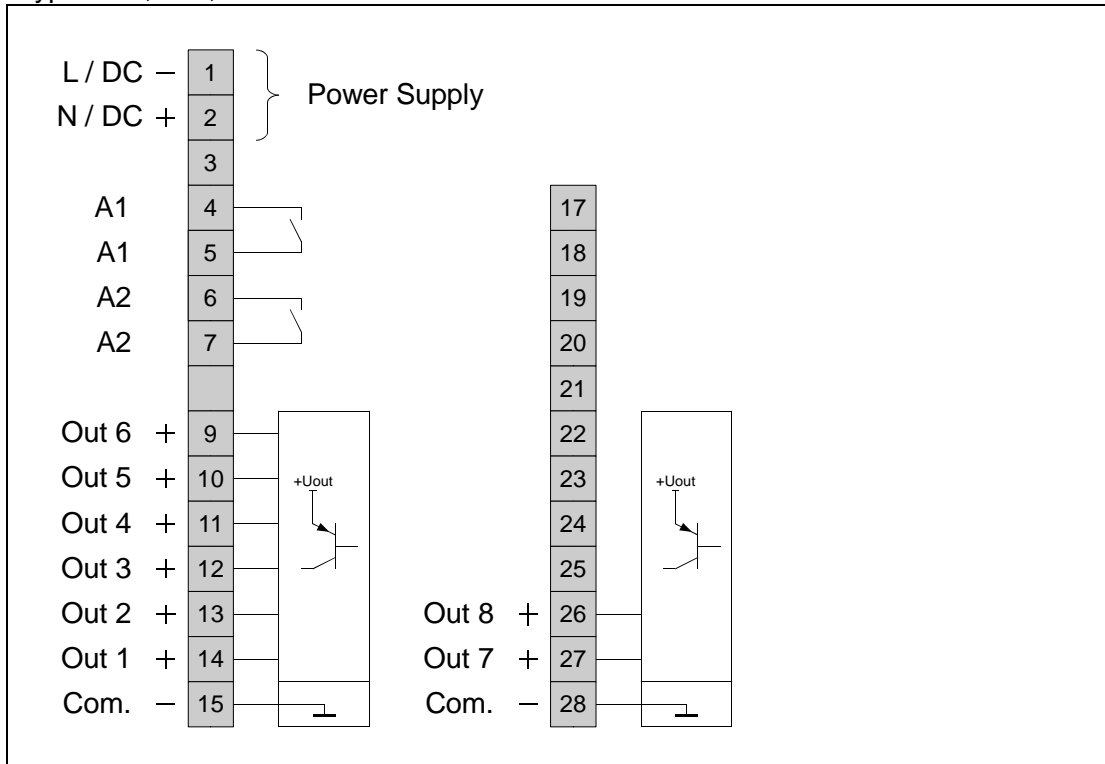 L / DC − 1
N / DC + 2
Power Supply
3
A1 4
A1 5
A2 6
A2 7
Out 6 + 9
Out 5 + 10
Out 4 + 11
Out 3 + 12
Out 2 + 13
Out 1 + 14
Com. − 15
+Uout
17
18
19
20
21
22
23
24
25
Out 8 + 26
Out 7 + 27
Com. − 28
+Uout